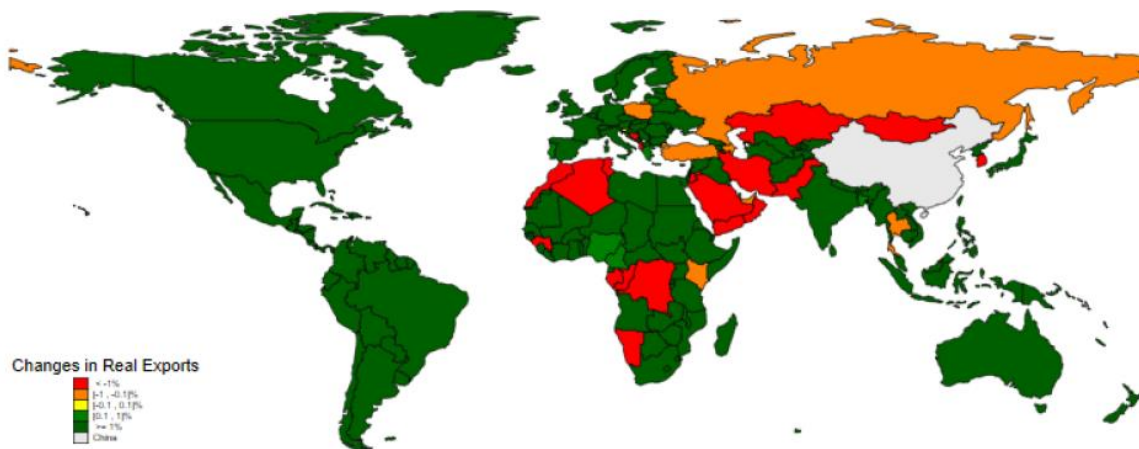 Changes in Real Exports
< -1%
[-1 , -0.1]%
[-0.1 , 0.1]%
[0.1 , 1]%
>= 1%
China